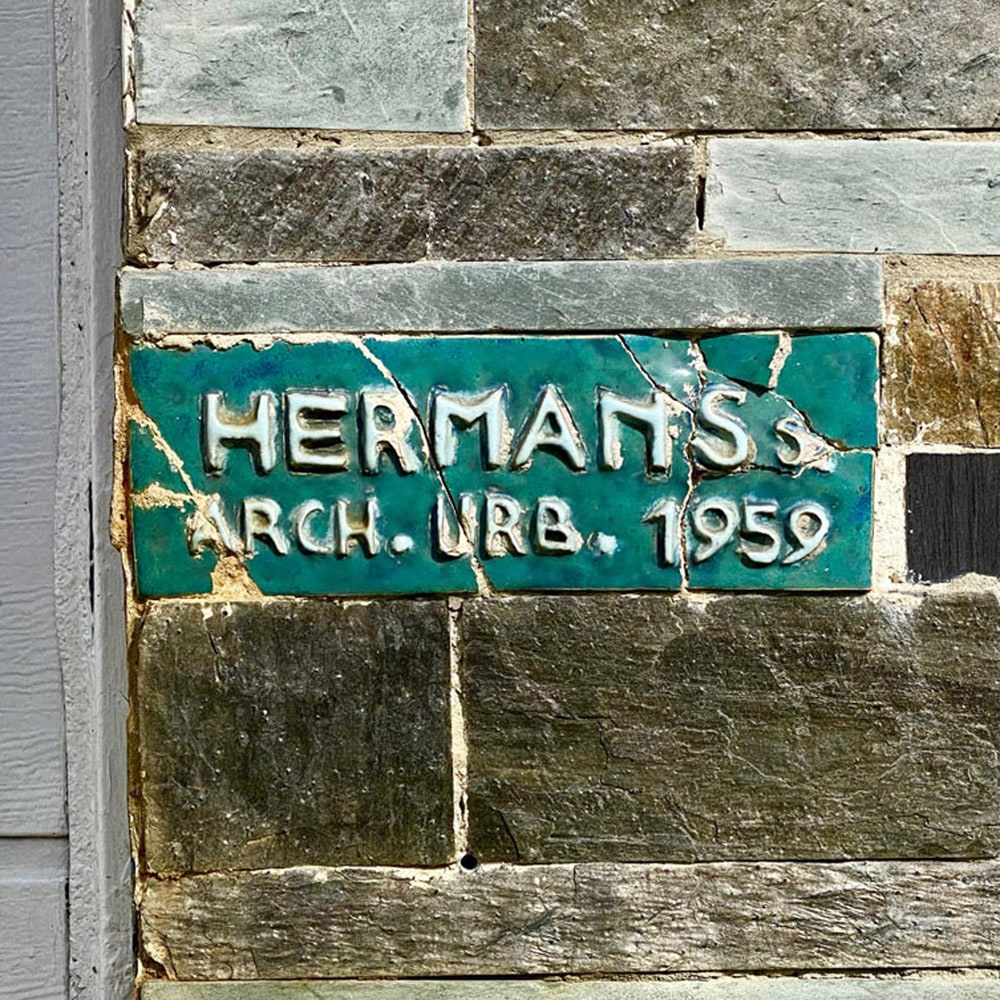 HERMANS s
ARCH. URB. 1959